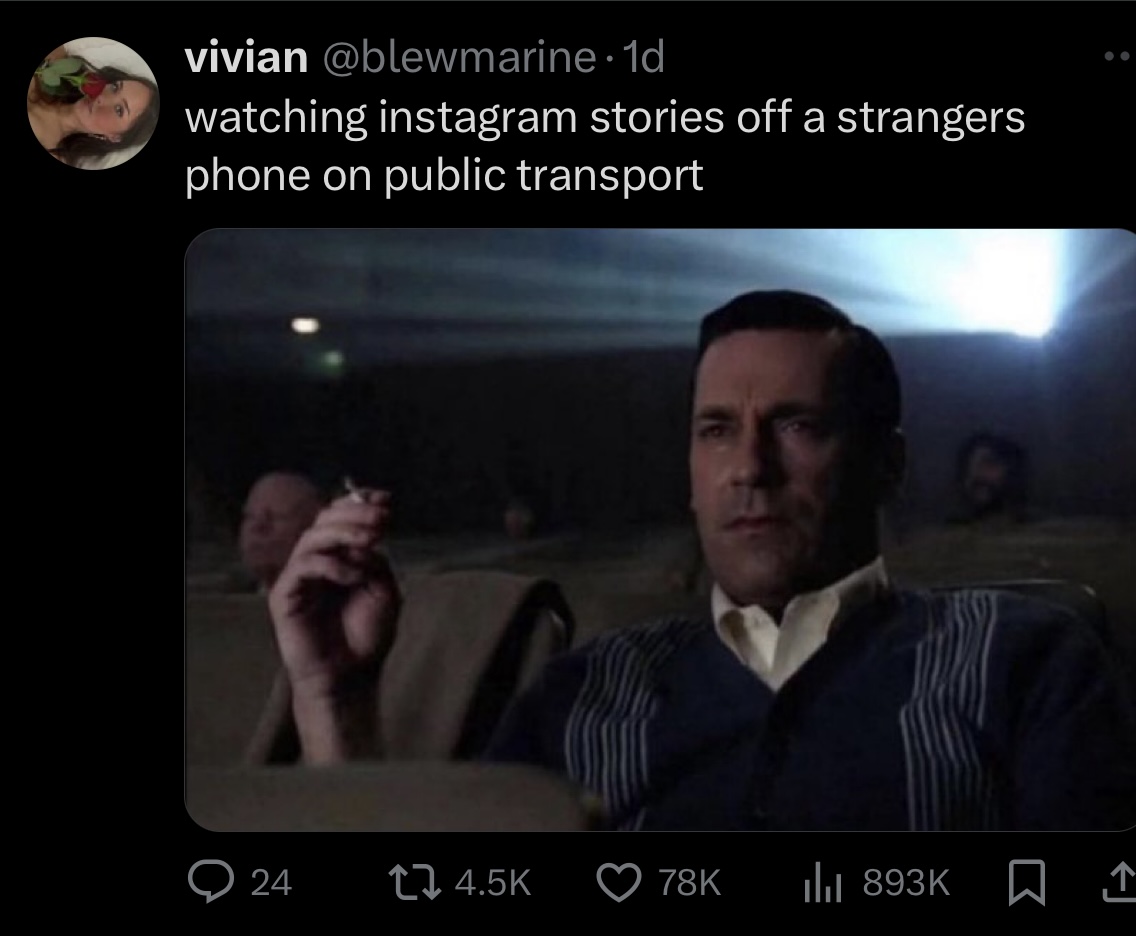 vivian @blewmarine · 1d
watching instagram stories off a strangers
phone on public transport
24 4.5K 78K 893K